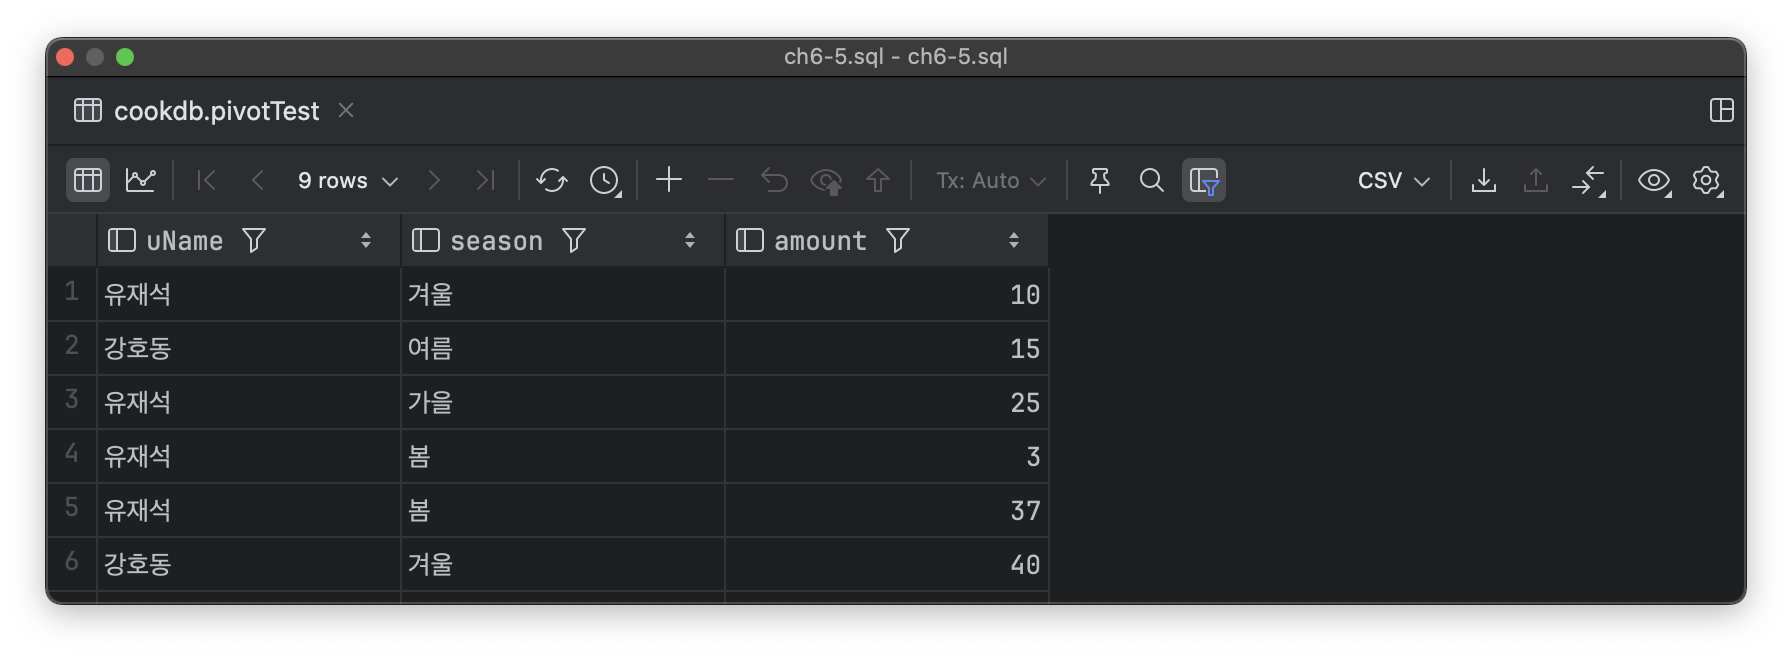 ch6-5.sql - ch6-5.sql
cookdb.pivotTest
9 rows Tx: Auto CSV
uName season amount
1 유재석 겨울 10
2 강호동 여름 15
3 유재석 가을 25
4 유재석 봄 3
5 유재석 봄 37
6 강호동 겨울 40